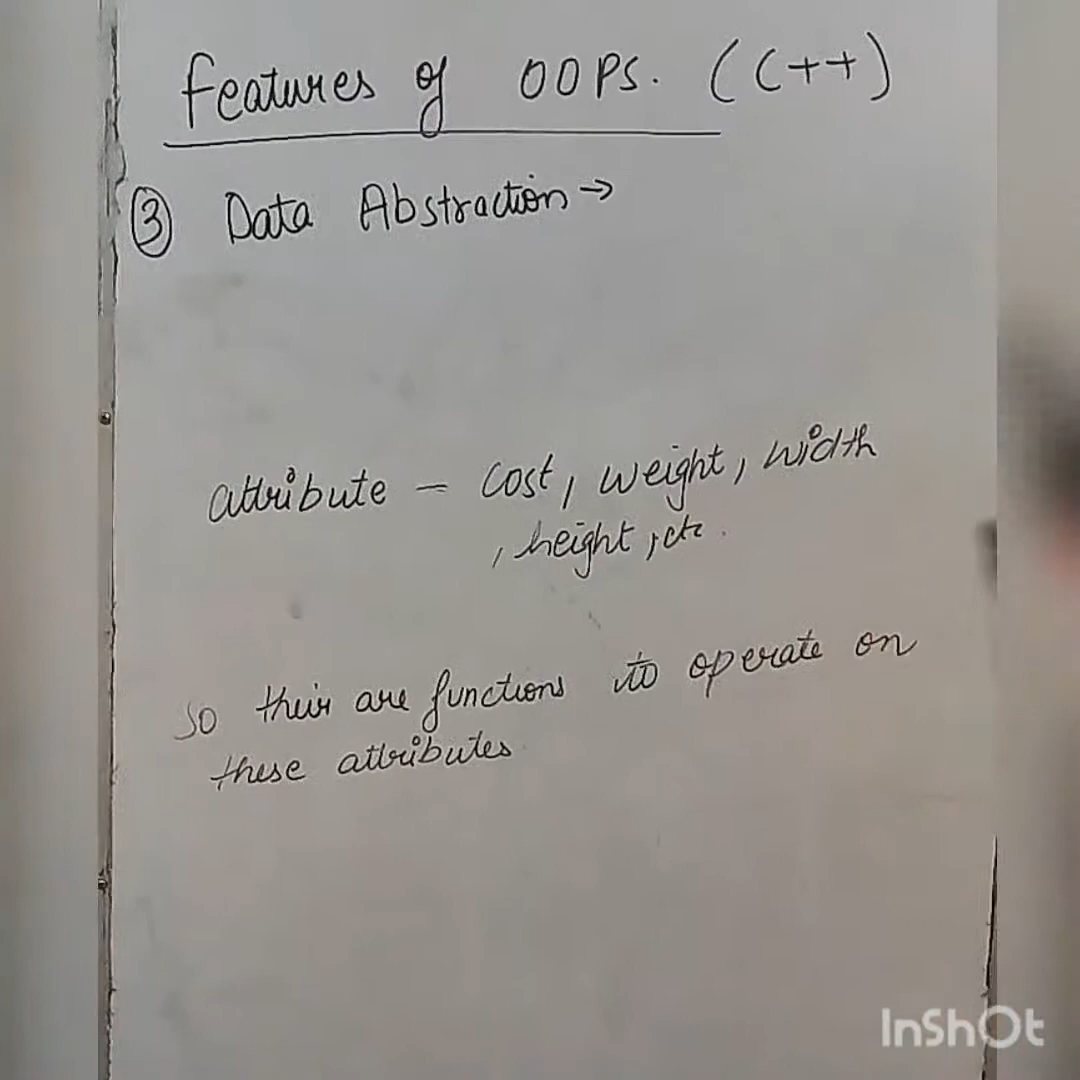 features of OOPS. (C++)
③ Data Abstraction →
attribute - cost, weight, width
, height, etc.
so their are functions to operate on
these attributes
InShOt